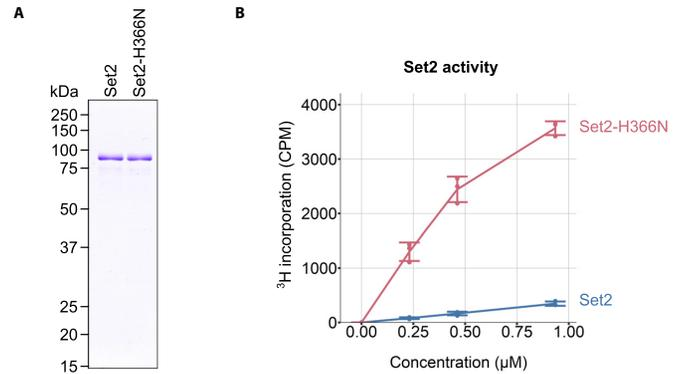 A
Set2
Set2-H366N
kDa
250
150
100
75
50
37
25
20
15
B
Set2 activity
³H incorporation (CPM)
4000
3000
2000
1000
0
0.00 0.25 0.50 0.75 1.00
Concentration (µM)
Set2-H366N
Set2